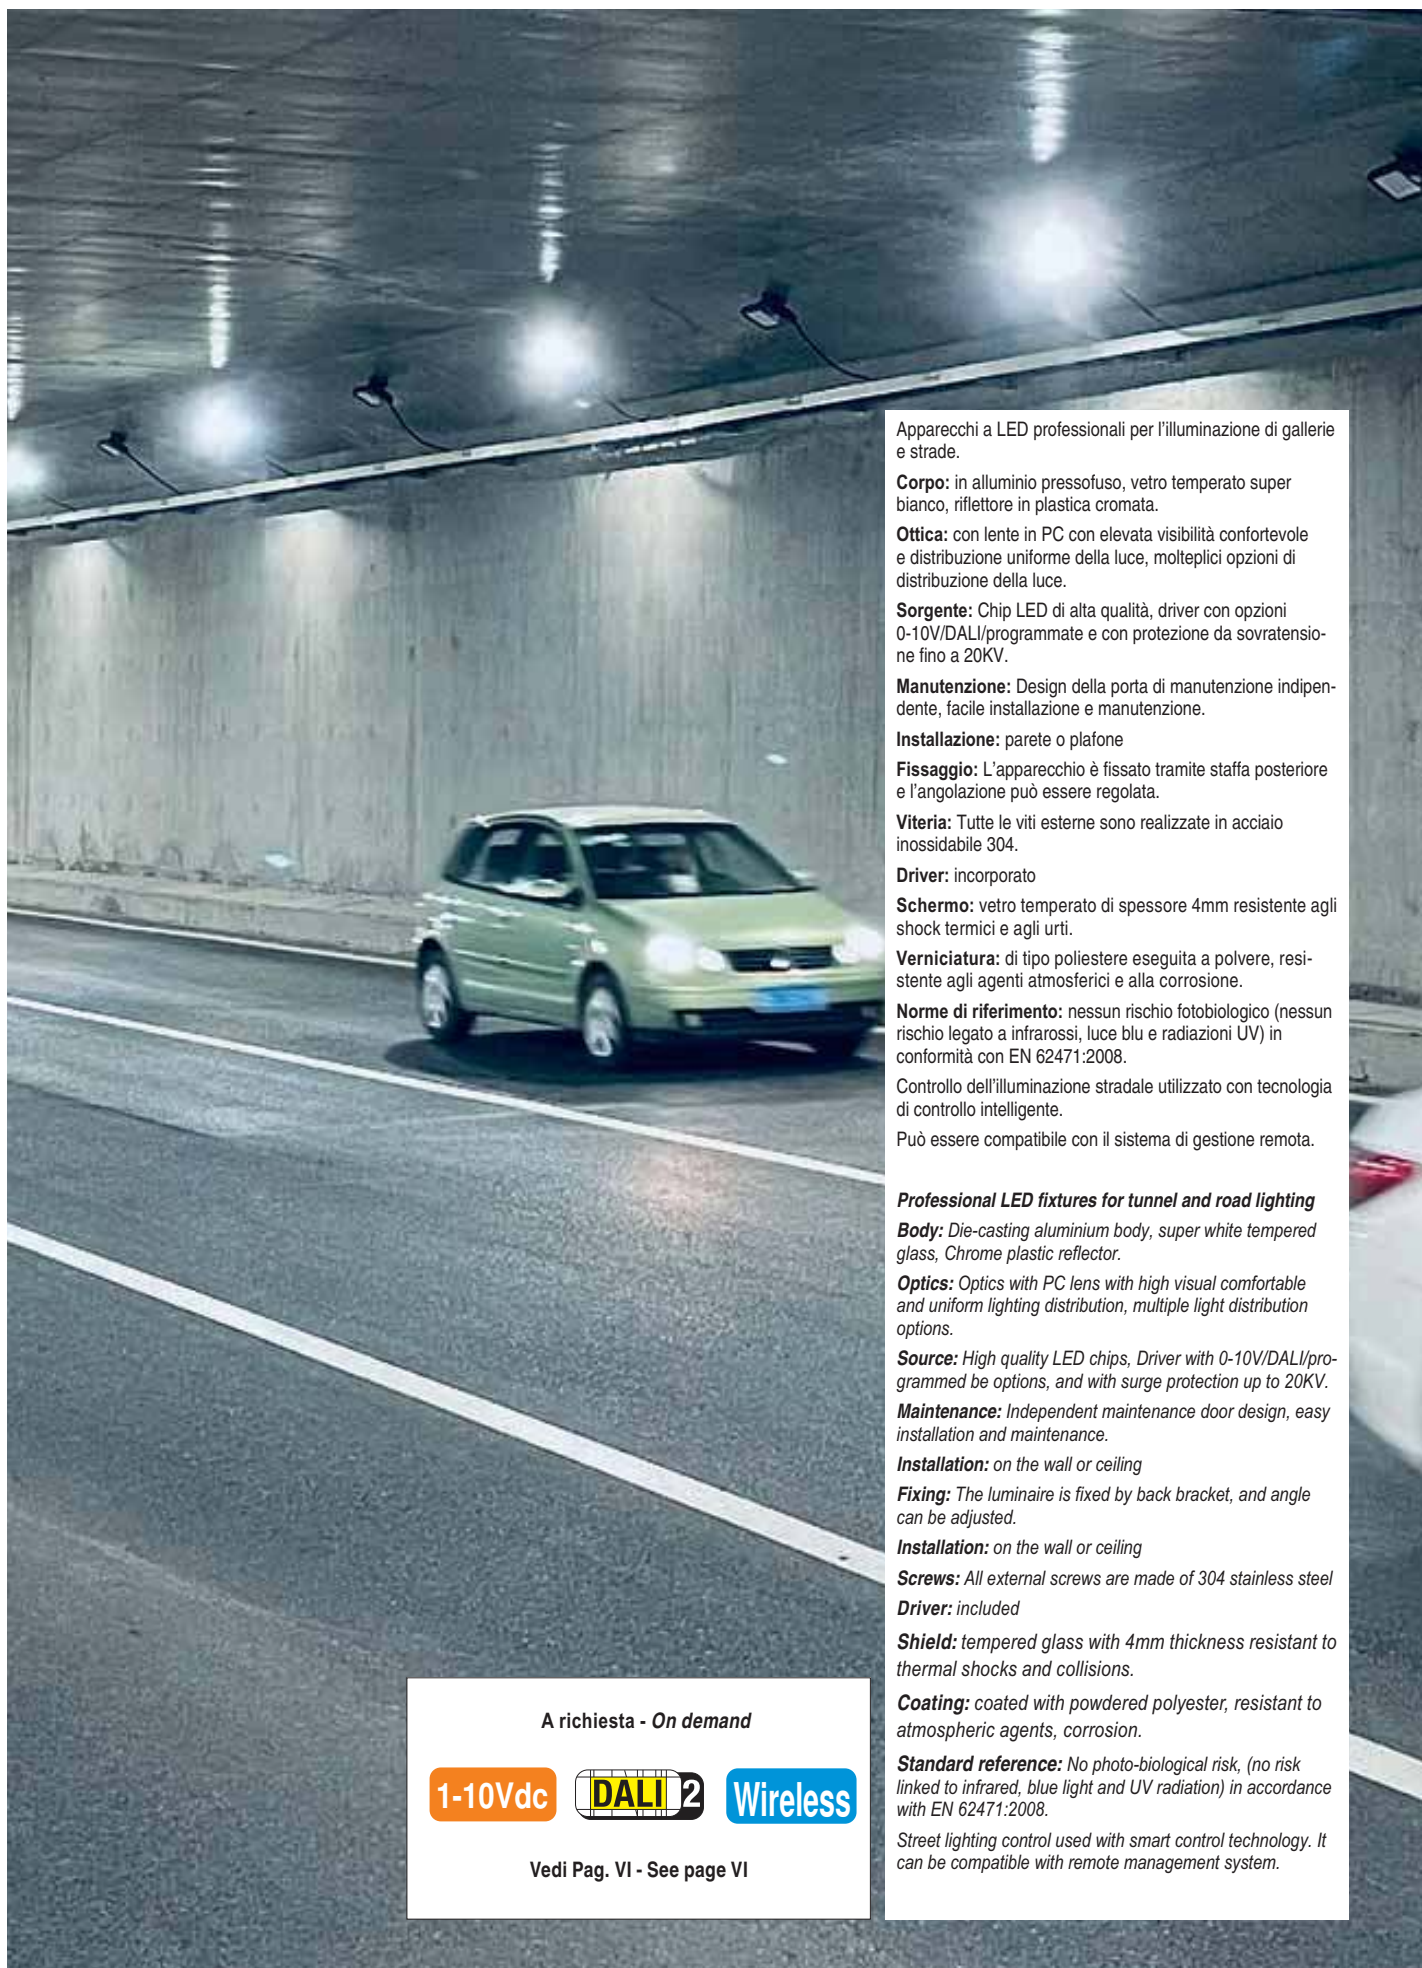 Apparecchi a LED professionali per l'illuminazione di gallerie
e strade.
Corpo: in alluminio pressofuso, vetro temperato super
bianco, riflettore in plastica cromata.
Ottica: con lente in PC con elevata visibilità confortevole
e distribuzione uniforme della luce, molteplici opzioni di
distribuzione della luce.
Sorgente: Chip LED di alta qualità, driver con opzioni
0-10V/DALI/programmate e con protezione da sovratensio-
ne fino a 20KV.
Manutenzione: Design della porta di manutenzione indipen-
dente, facile installazione e manutenzione.
Installazione: parete o plafone
Fissaggio: L'apparecchio è fissato tramite staffa posteriore
e l'angolazione può essere regolata.
Viteria: Tutte le viti esterne sono realizzate in acciaio
inossidabile 304.
Driver: incorporato
Schermo: vetro temperato di spessore 4mm resistente agli
shock termici e agli urti.
Verniciatura: di tipo poliestere eseguita a polvere, resi-
stente agli agenti atmosferici e alla corrosione.
Norme di riferimento: nessun rischio fotobiologico (nessun
rischio legato a infrarossi, luce blu e radiazioni UV) in
conformità con EN 62471:2008.
Controllo dell'illuminazione stradale utilizzato con tecnologia
di controllo intelligente.
Può essere compatibile con il sistema di gestione remota.
Professional LED fixtures for tunnel and road lighting
Body: Die-casting aluminium body, super white tempered
glass, Chrome plastic reflector.
Optics: Optics with PC lens with high visual comfortable
and uniform lighting distribution, multiple light distribution
options.
Source: High quality LED chips, Driver with 0-10V/DALI/pro-
grammed be options, and with surge protection up to 20KV.
Maintenance: Independent maintenance door design, easy
installation and maintenance.
Installation: on the wall or ceiling
Fixing: The luminaire is fixed by back bracket, and angle
can be adjusted.
Installation: on the wall or ceiling
Screws: All external screws are made of 304 stainless steel
Driver: included
Shield: tempered glass with 4mm thickness resistant to
thermal shocks and collisions.
Coating: coated with powdered polyester, resistant to
atmospheric agents, corrosion.
Standard reference: No photo-biological risk, (no risk
linked to infrared, blue light and UV radiation) in accordance
with EN 62471:2008.
Street lighting control used with smart control technology. It
can be compatible with remote management system.
A richiesta - On demand
1-10Vdc DALI 2 Wireless
Vedi Pag. VI - See page VI